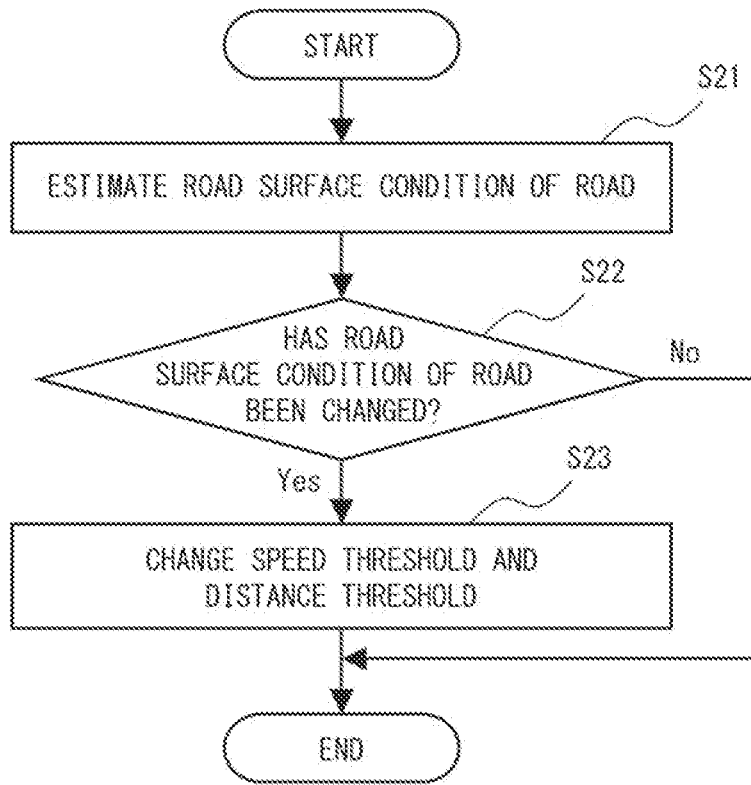 START
S21
ESTIMATE ROAD SURFACE CONDITION OF ROAD
S22
HAS ROAD
SURFACE CONDITION OF ROAD
BEEN CHANGED?
No
Yes
S23
CHANGE SPEED THRESHOLD AND
DISTANCE THRESHOLD
END